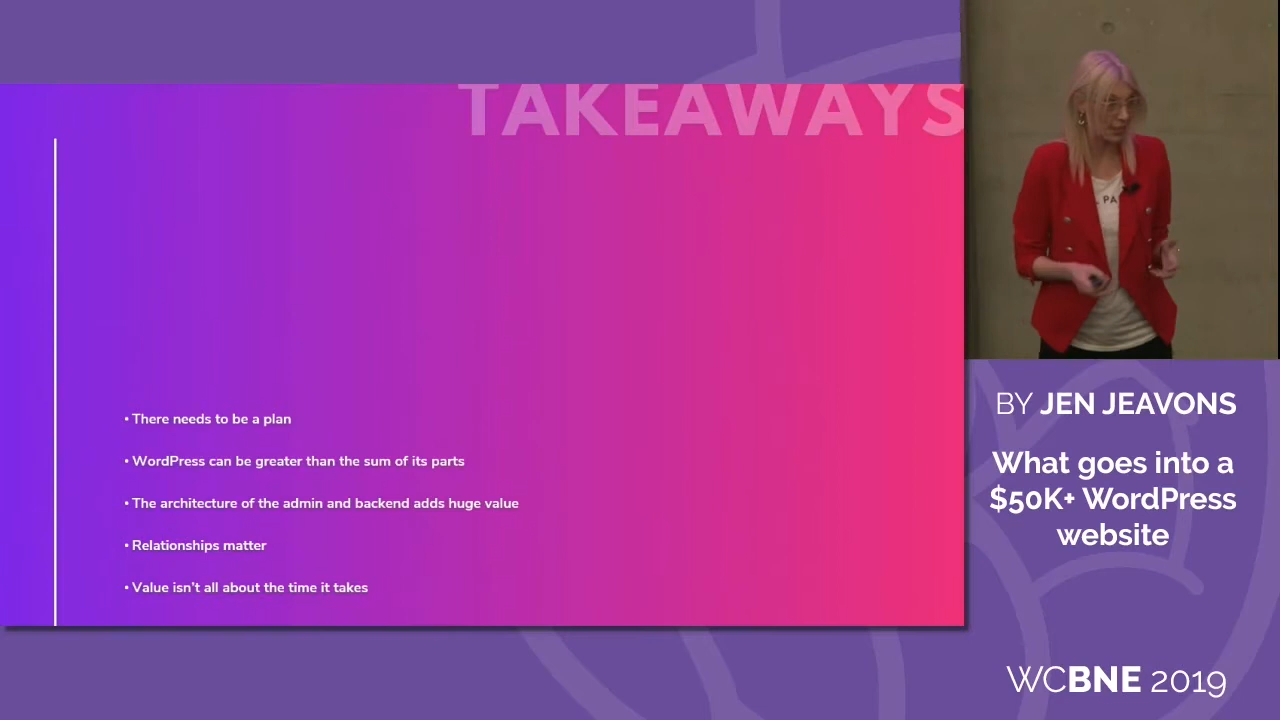 TAKEAWAYS
• There needs to be a plan
• WordPress can be greater than the sum of its parts
• The architecture of the admin and backend adds huge value
• Relationships matter
• Value isn't all about the time it takes
PA
BY JEN JEAVONS
What goes into a
$50K+ WordPress
website
WCBNE 2019